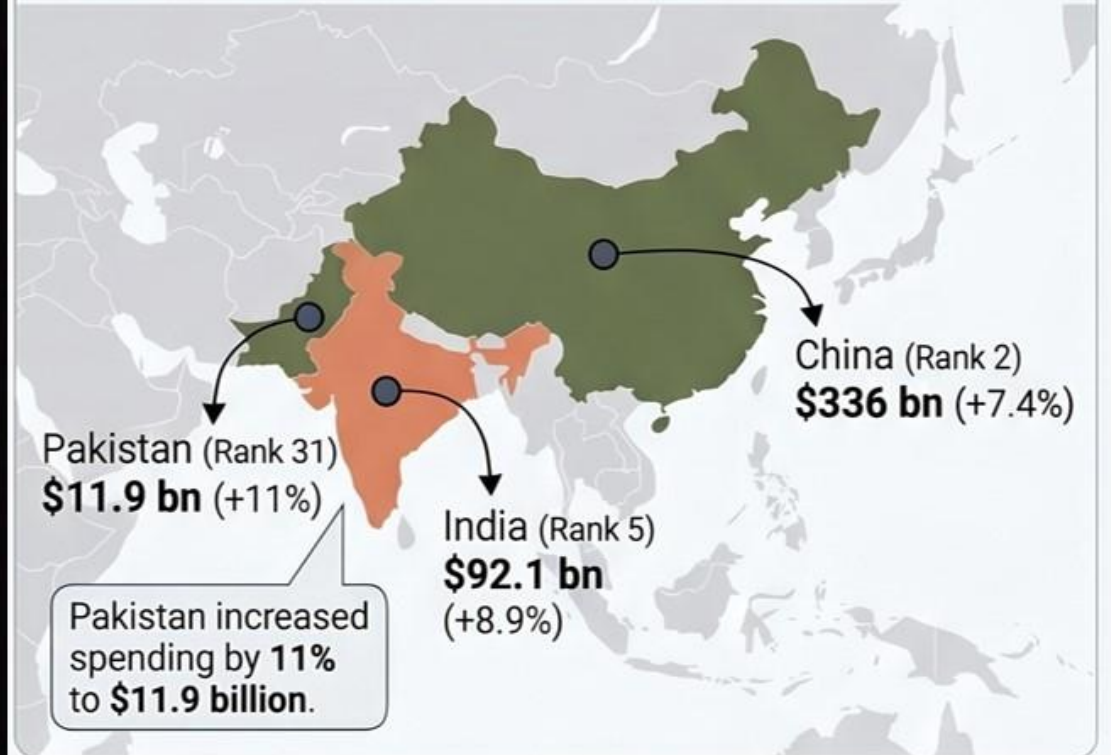 China (Rank 2)
$336 bn (+7.4%)
Pakistan (Rank 31)
$11.9 bn (+11%)
India (Rank 5)
$92.1 bn
(+8.9%)
Pakistan increased
spending by 11%
to $11.9 billion.